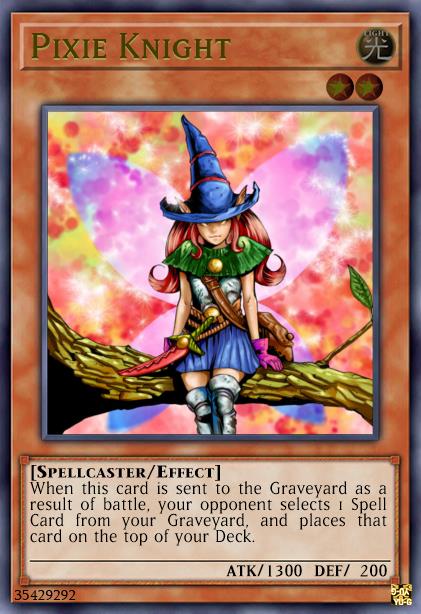 Pixie Knight
LIGHT
光
[Spellcaster/Effect]
When this card is sent to the Graveyard as a
result of battle, your opponent selects 1 Spell
Card from your Graveyard, and places that
card on the top of your Deck.
ATK/1300 DEF/ 200
35429292